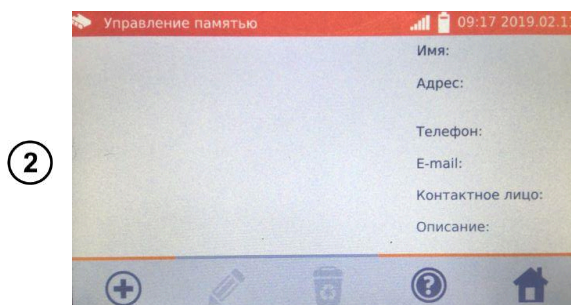 Управление памятью
09:17 2019.02.1
Имя:
Адрес:
2
Телефон:
E-mail:
Контактное лицо:
Описание:
?